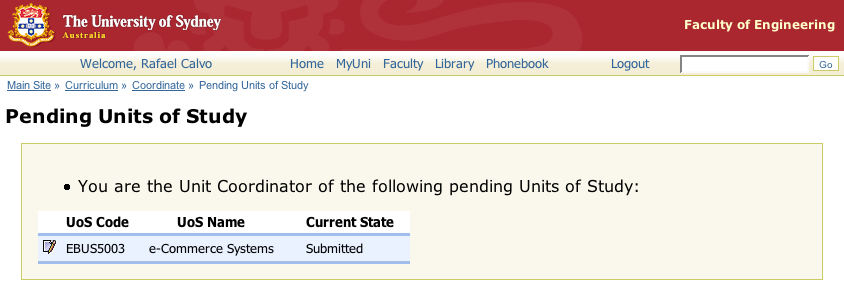 The University of Sydney
Australia
Faculty of Engineering
Welcome, Rafael Calvo Home MyUni Faculty Library Phonebook Logout Go
Main Site » Curriculum » Coordinate » Pending Units of Study
Pending Units of Study
• You are the Unit Coordinator of the following pending Units of Study:
UoS Code UoS Name Current State
EBUS5003 e-Commerce Systems Submitted